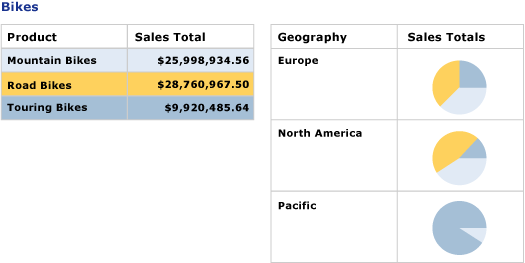 Bikes
Product Sales Total
Mountain Bikes $25,998,934.56
Road Bikes $28,760,967.50
Touring Bikes $9,920,485.64
Geography Sales Totals
Europe
North America
Pacific